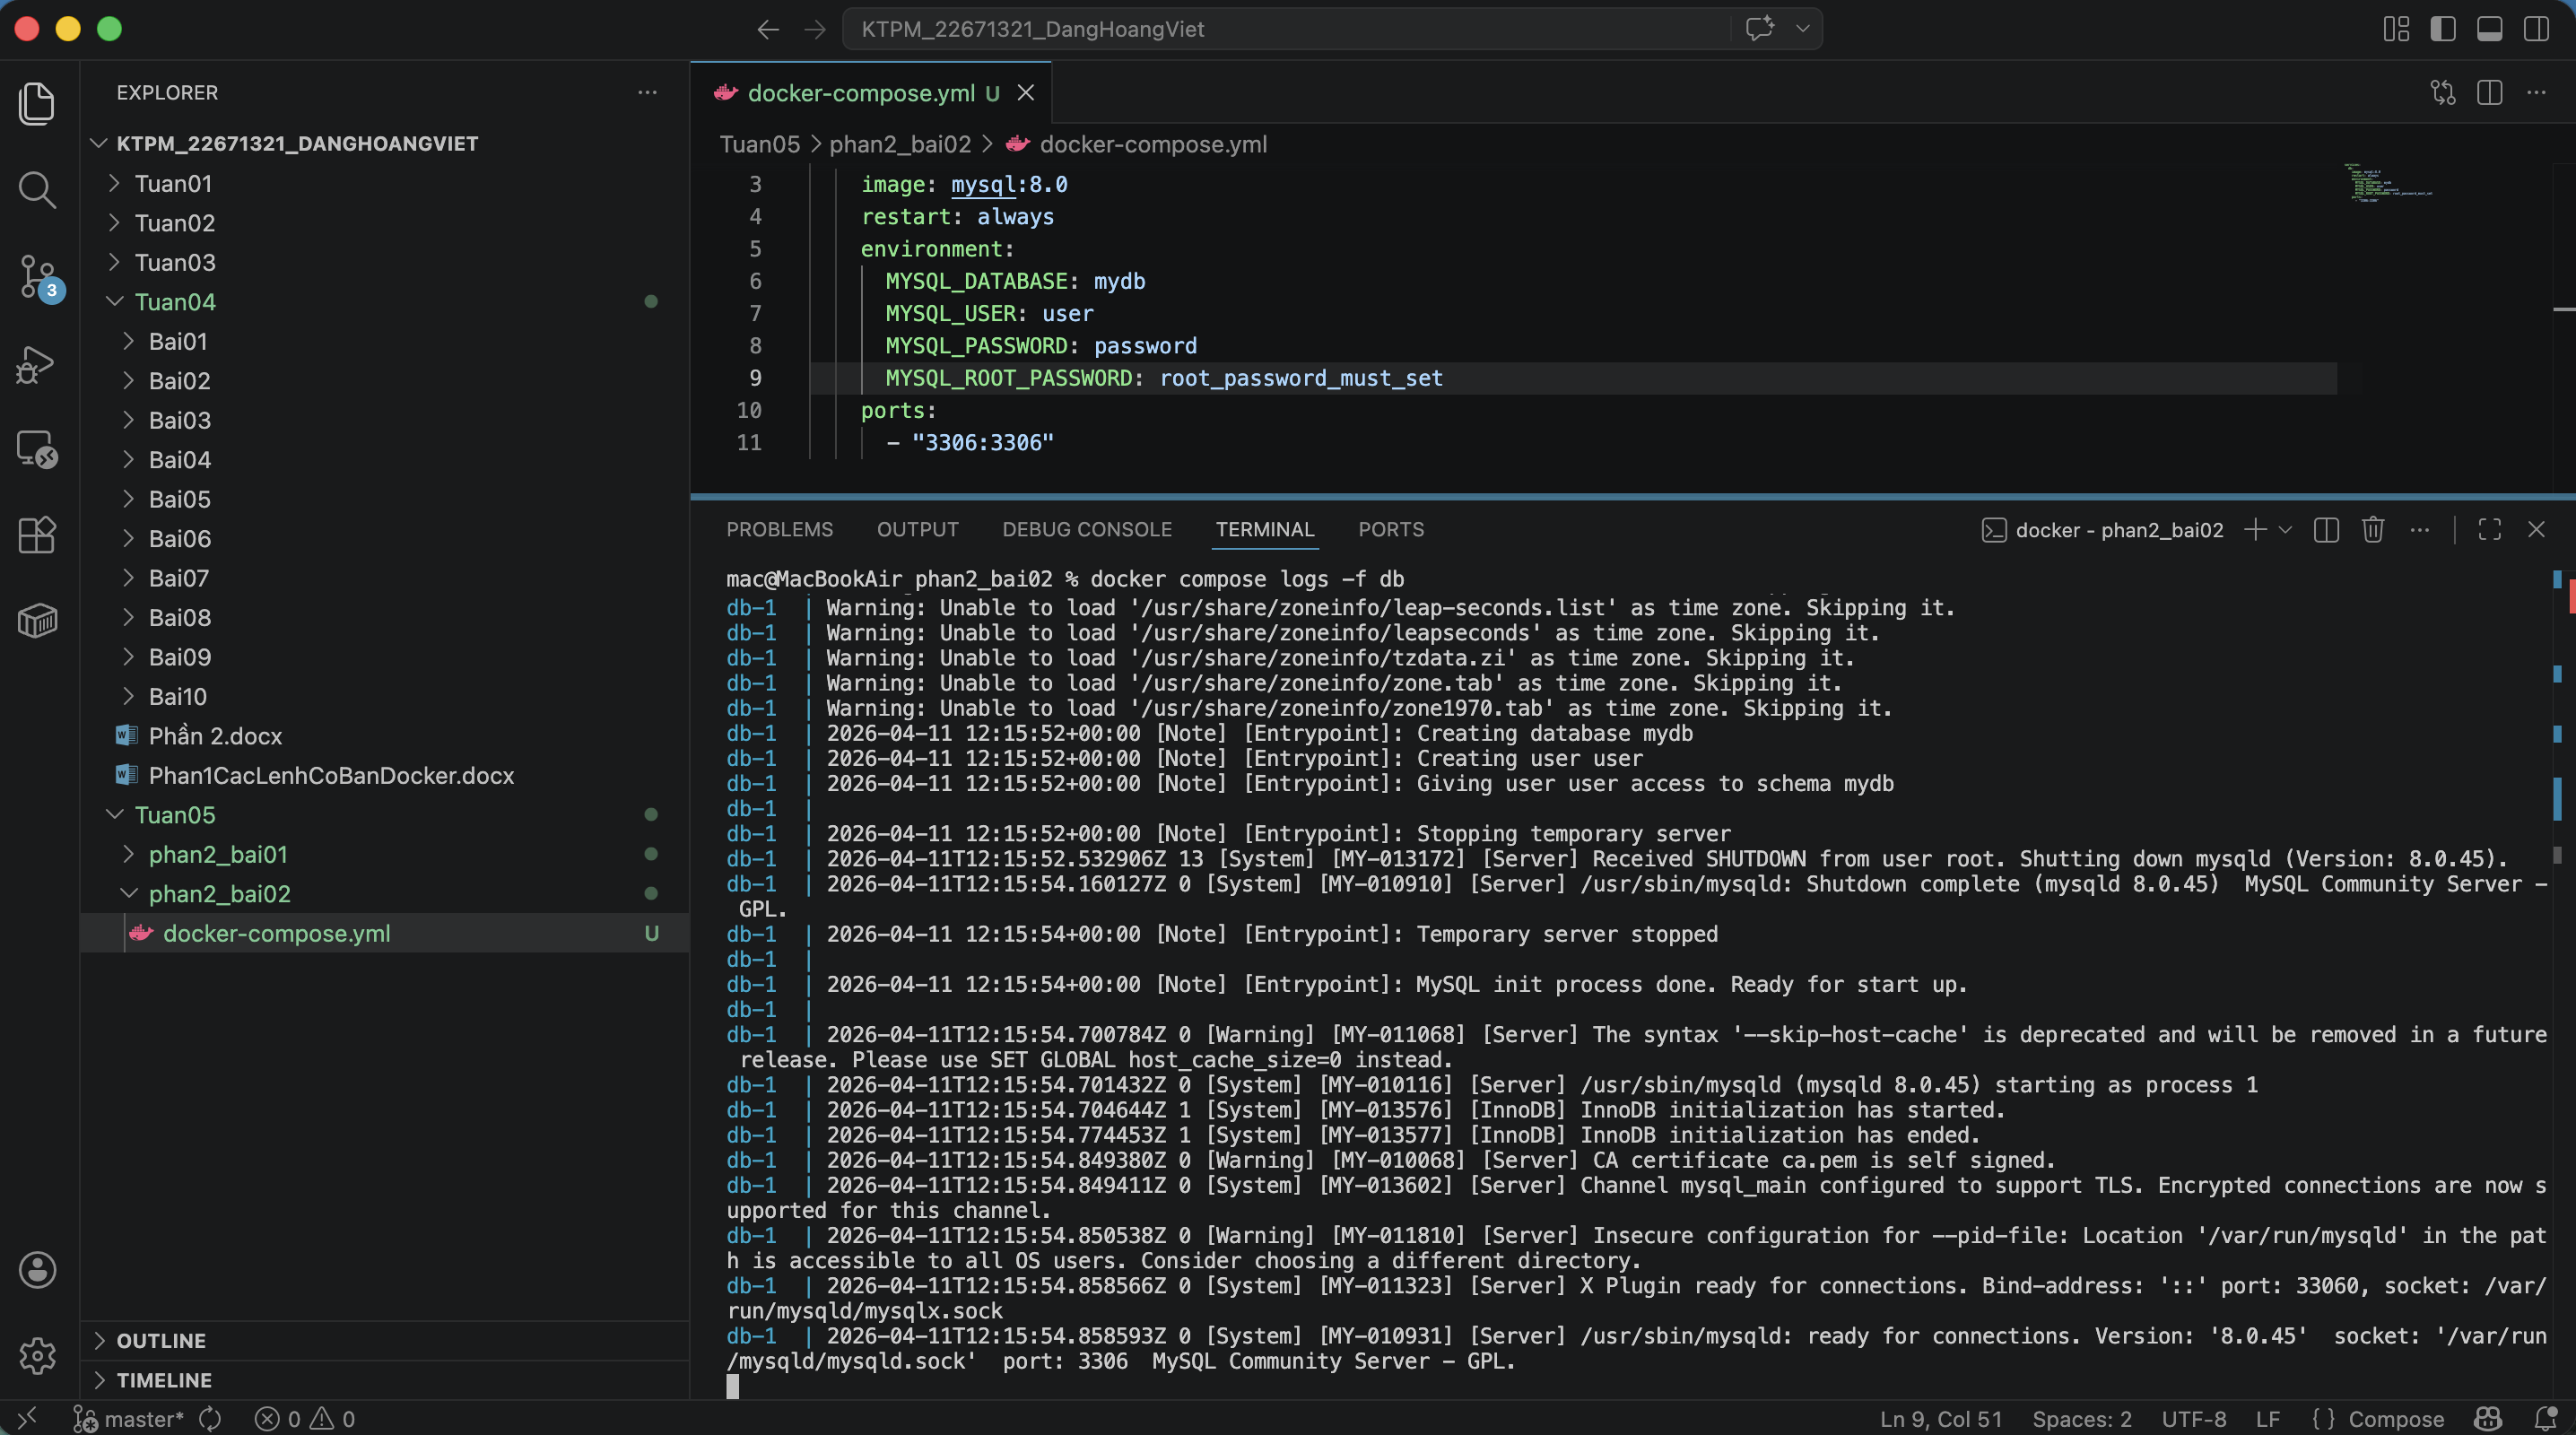 KTPM_22671321_DangHoangViet
EXPLORER
KTPM_22671321_DANGHOANGVIET
Tuan01
Tuan02
Tuan03
Tuan04
Bai01
Bai02
Bai03
Bai04
Bai05
Bai06
Bai07
Bai08
Bai09
Bai10
Phần 2.docx
Phan1CacLenhCoBanDocker.docx
Tuan05
phan2_bai01
phan2_bai02
docker-compose.yml U
OUTLINE
TIMELINE
3
docker-compose.yml U
Tuan05 > phan2_bai02 > docker-compose.yml
3 image: mysql:8.0
4 restart: always
5 environment:
6 MYSQL_DATABASE: mydb
7 MYSQL_USER: user
8 MYSQL_PASSWORD: password
9 MYSQL_ROOT_PASSWORD: root_password_must_set
10 ports:
11 - "3306:3306"
PROBLEMS OUTPUT DEBUG CONSOLE TERMINAL PORTS docker - phan2_bai02
mac@MacBookAir phan2_bai02 % docker compose logs -f db
db-1 | Warning: Unable to load '/usr/share/zoneinfo/leap-seconds.list' as time zone. Skipping it.
db-1 | Warning: Unable to load '/usr/share/zoneinfo/leapseconds' as time zone. Skipping it.
db-1 | Warning: Unable to load '/usr/share/zoneinfo/tzdata.zi' as time zone. Skipping it.
db-1 | Warning: Unable to load '/usr/share/zoneinfo/zone.tab' as time zone. Skipping it.
db-1 | Warning: Unable to load '/usr/share/zoneinfo/zone1970.tab' as time zone. Skipping it.
db-1 | 2026-04-11 12:15:52+00:00 [Note] [Entrypoint]: Creating database mydb
db-1 | 2026-04-11 12:15:52+00:00 [Note] [Entrypoint]: Creating user user
db-1 | 2026-04-11 12:15:52+00:00 [Note] [Entrypoint]: Giving user user access to schema mydb
db-1 |
db-1 | 2026-04-11 12:15:52+00:00 [Note] [Entrypoint]: Stopping temporary server
db-1 | 2026-04-11T12:15:52.532906Z 13 [System] [MY-013172] [Server] Received SHUTDOWN from user root. Shutting down mysqld (Version: 8.0.45).
db-1 | 2026-04-11T12:15:54.160127Z 0 [System] [MY-010910] [Server] /usr/sbin/mysqld: Shutdown complete (mysqld 8.0.45)  MySQL Community Server -
GPL.
db-1 | 2026-04-11 12:15:54+00:00 [Note] [Entrypoint]: Temporary server stopped
db-1 |
db-1 | 2026-04-11 12:15:54+00:00 [Note] [Entrypoint]: MySQL init process done. Ready for start up.
db-1 |
db-1 | 2026-04-11T12:15:54.700784Z 0 [Warning] [MY-011068] [Server] The syntax '--skip-host-cache' is deprecated and will be removed in a future
release. Please use SET GLOBAL host_cache_size=0 instead.
db-1 | 2026-04-11T12:15:54.701432Z 0 [System] [MY-010116] [Server] /usr/sbin/mysqld (mysqld 8.0.45) starting as process 1
db-1 | 2026-04-11T12:15:54.704644Z 1 [System] [MY-013576] [InnoDB] InnoDB initialization has started.
db-1 | 2026-04-11T12:15:54.774453Z 1 [System] [MY-013577] [InnoDB] InnoDB initialization has ended.
db-1 | 2026-04-11T12:15:54.849380Z 0 [Warning] [MY-010068] [Server] CA certificate ca.pem is self signed.
db-1 | 2026-04-11T12:15:54.849411Z 0 [System] [MY-013602] [Server] Channel mysql_main configured to support TLS. Encrypted connections are now s
upported for this channel.
db-1 | 2026-04-11T12:15:54.850538Z 0 [Warning] [MY-011810] [Server] Insecure configuration for --pid-file: Location '/var/run/mysqld' in the pat
h is accessible to all OS users. Consider choosing a different directory.
db-1 | 2026-04-11T12:15:54.858566Z 0 [System] [MY-011323] [Server] X Plugin ready for connections. Bind-address: '::' port: 33060, socket: /var/
run/mysqld/mysqlx.sock
db-1 | 2026-04-11T12:15:54.858593Z 0 [System] [MY-010931] [Server] /usr/sbin/mysqld: ready for connections. Version: '8.0.45'  socket: '/var/run
/mysqld/mysqld.sock'  port: 3306  MySQL Community Server - GPL.
master* 0 0 Ln 9, Col 51 Spaces: 2 UTF-8 LF {} Compose